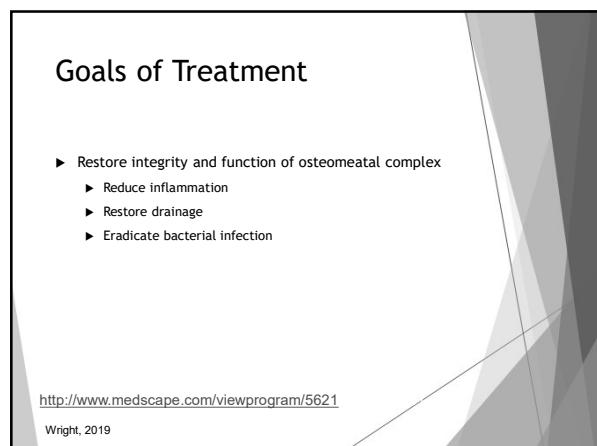 Goals of Treatment
▶ Restore integrity and function of osteomeatal complex
▶ Reduce inflammation
▶ Restore drainage
▶ Eradicate bacterial infection
http://www.medscape.com/viewprogram/5621
Wright, 2019